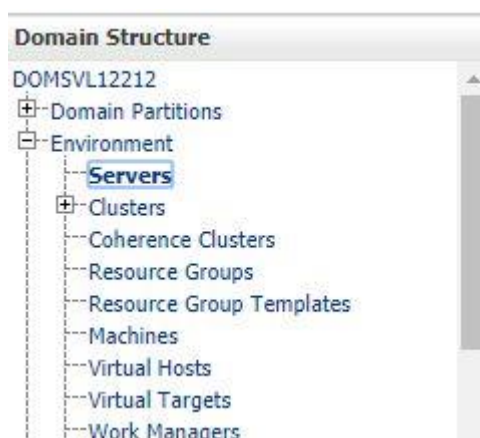 Domain Structure
DOMSVL12212
Domain Partitions
Environment
Servers
Clusters
Coherence Clusters
Resource Groups
Resource Group Templates
Machines
Virtual Hosts
Virtual Targets
Work Managers